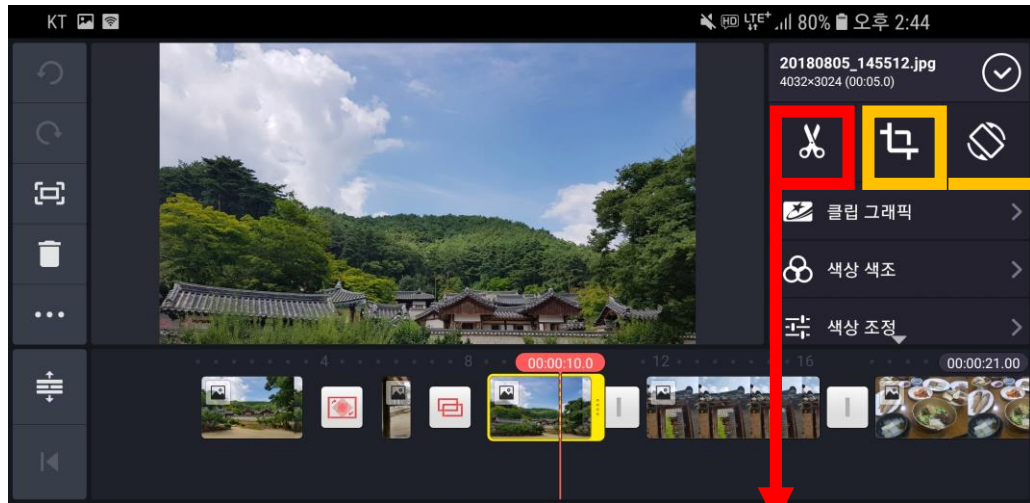 KT
HD LTE+ 80% 오후 2:44
20180805_145512.jpg
4032×3024 (00:05.0)
클립 그래픽
색상 색조
색상 조정
4 8 00:00:10.0 12 16 00:00:21.00